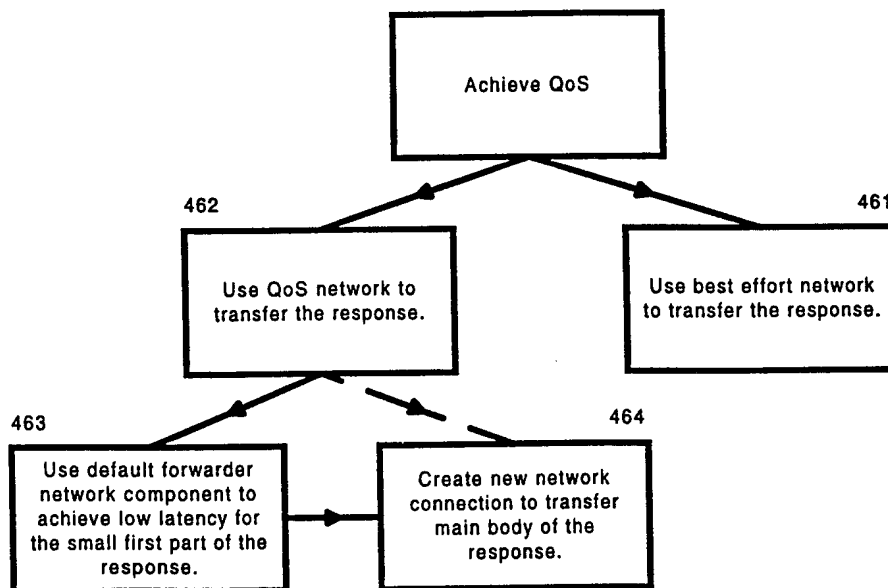 Achieve QoS
462
461
Use QoS network to
transfer the response.
Use best effort network
to transfer the response.
463
464
Use default forwarder
network component to
achieve low latency for
the small first part of the
response.
Create new network
connection to transfer
main body of the
response.